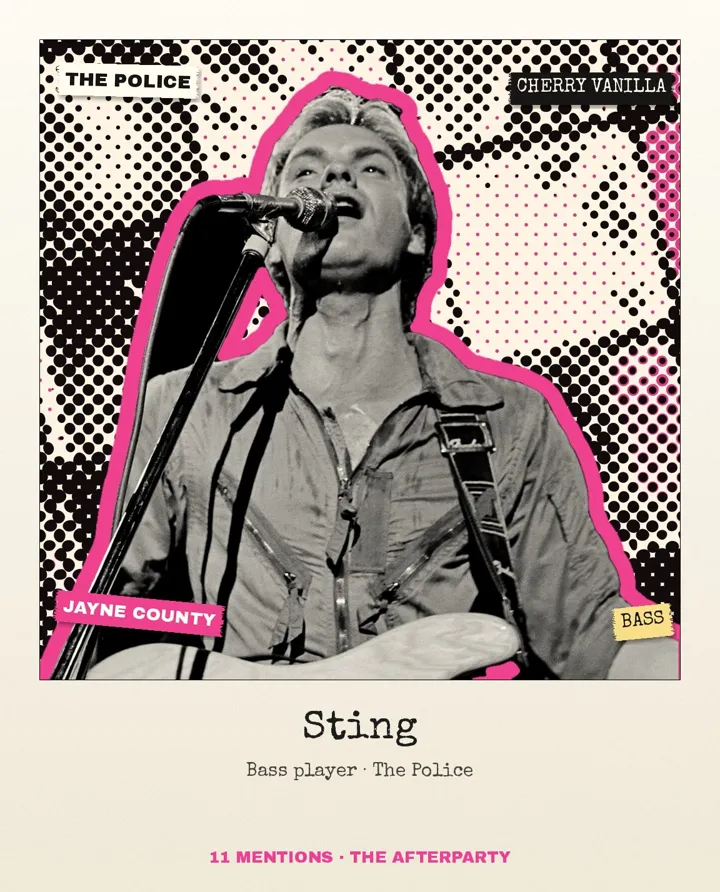 THE POLICE
CHERRY VANILLA
JAYNE COUNTY
BASS
Sting
Bass player · The Police
11 MENTIONS · THE AFTERPARTY